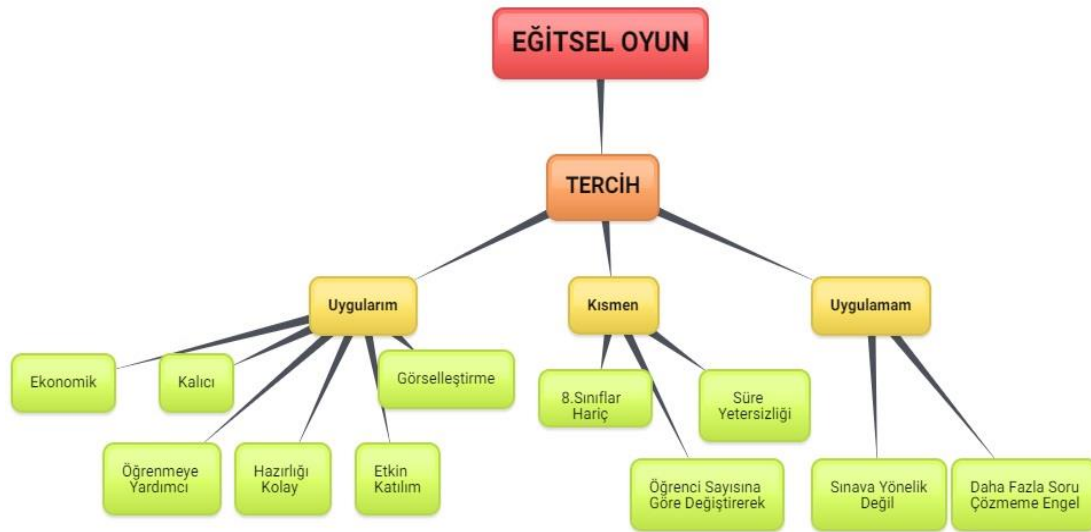 EĞİTSEL OYUN
TERCİH
Uygularım
Kısmen
Uygulamam
Ekonomik
Kalıcı
Görselleştirme
8.Sınıflar
Hariç
Süre
Yetersizliği
Öğrenmeye
Yardımcı
Hazırlığı
Kolay
Etkin
Katılım
Öğrenci Sayısına
Göre Değiştirerek
Sınava Yönelik
Değil
Daha Fazla Soru
Çözmeme Engel